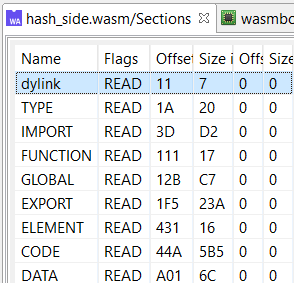 WA hash_side.wasm/Sections wasmbc
Name Flags Offset Size i Offs Size
dylink READ 11 7 0 0
TYPE READ 1A 20 0 0
IMPORT READ 3D D2 0 0
FUNCTION READ 111 17 0 0
GLOBAL READ 12B C7 0 0
EXPORT READ 1F5 23A 0 0
ELEMENT READ 431 16 0 0
CODE READ 44A 5B5 0 0
DATA READ A01 6C 0 0